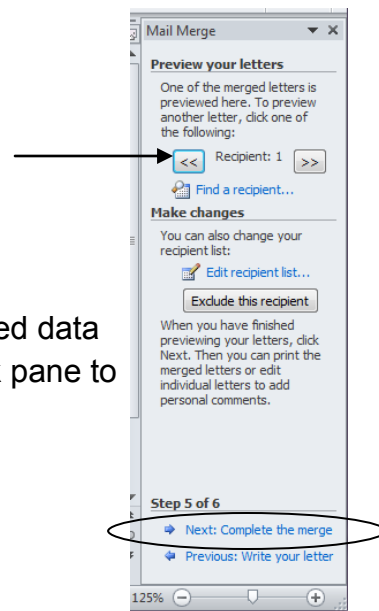 Mail Merge
Preview your letters
One of the merged letters is
previewed here. To preview
another letter, click one of
the following:
<< Recipient: 1 >>
Find a recipient...
Make changes
You can also change your
recipient list:
Edit recipient list...
Exclude this recipient
When you have finished
previewing your letters, click
Next. Then you can print the
merged letters or edit
individual letters to add
personal comments.
ed data
pane to
Step 5 of 6
Next: Complete the merge
Previous: Write your letter
125%